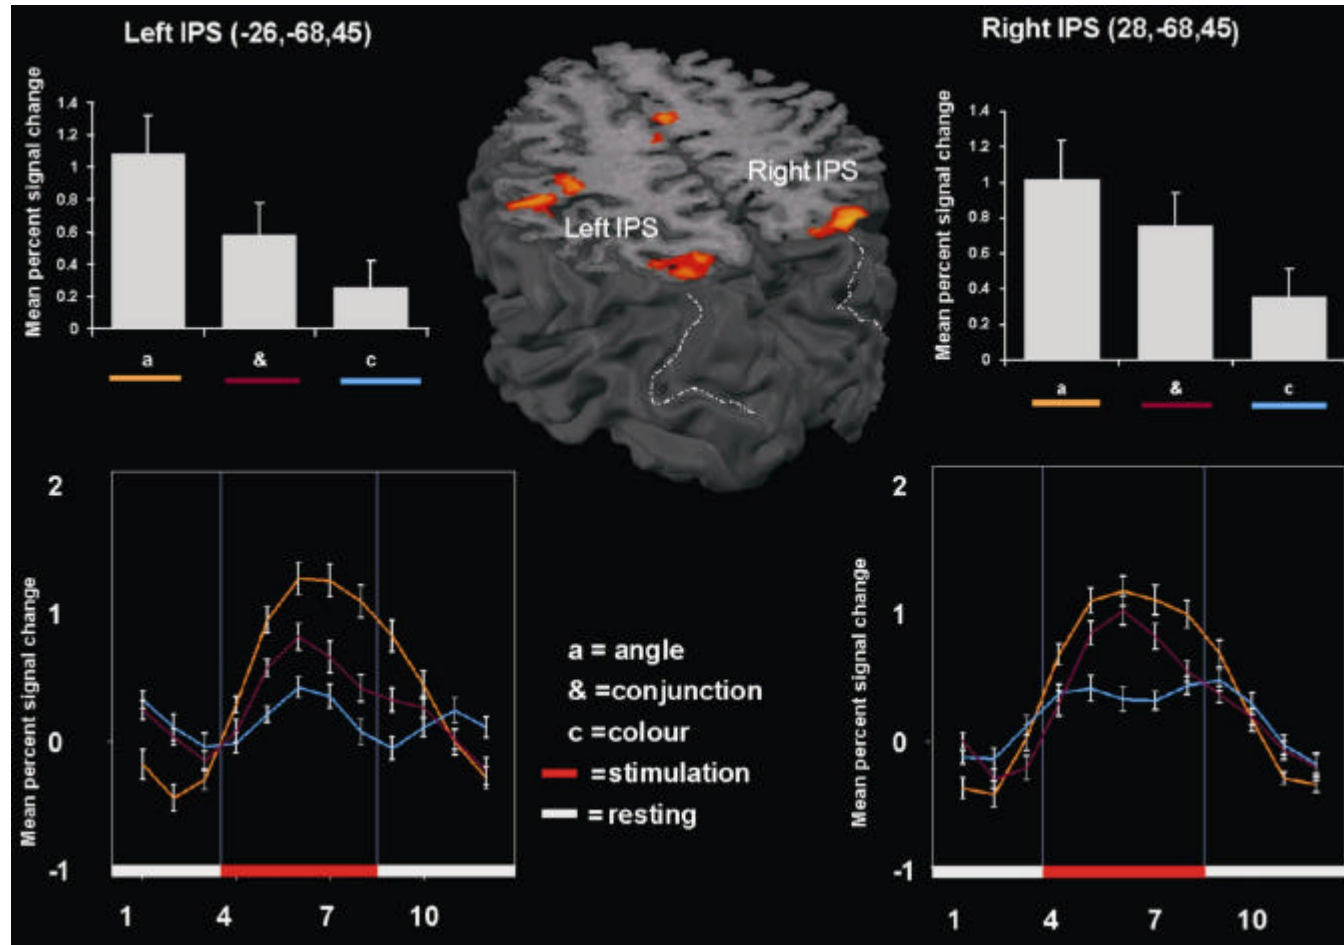 Left IPS (-26,-68,45)
Right IPS (28,-68,45)
Mean percent signal change
1.4
1.2
1
0.8
0.6
0.4
0.2
0
a
&
c
Right IPS
Left IPS
Mean percent signal change
1.4
1.2
1
0.8
0.6
0.4
0.2
0
a
&
c
Mean percent signal change
2
1
0
-1
1
4
7
10
a = angle
& =conjunction
c =colour
=stimulation
= resting
Mean percent signal change
2
1
0
-1
1
4
7
10